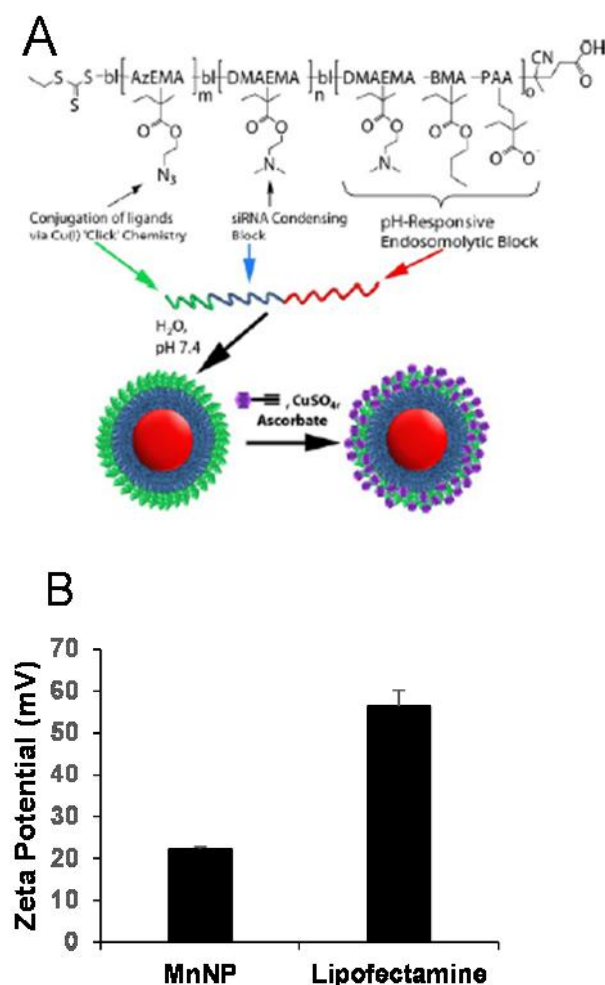 A
S S-bl[AzEMA]bl[DMAEMA]bl[DMAEMA-BMA-PAA]CN O
m n o OH
S
O O O O O O O O O O⁻
N₃ N N
Conjugation of ligands
via Cu(I) 'Click' Chemistry
siRNA Condensing
Block
pH-Responsive
Endosomolytic Block
H₂O,
pH 7.4
, CuSO₄,
Ascorbate
B
Zeta Potential (mV)
70
60
50
40
30
20
10
0
MnNP Lipofectamine